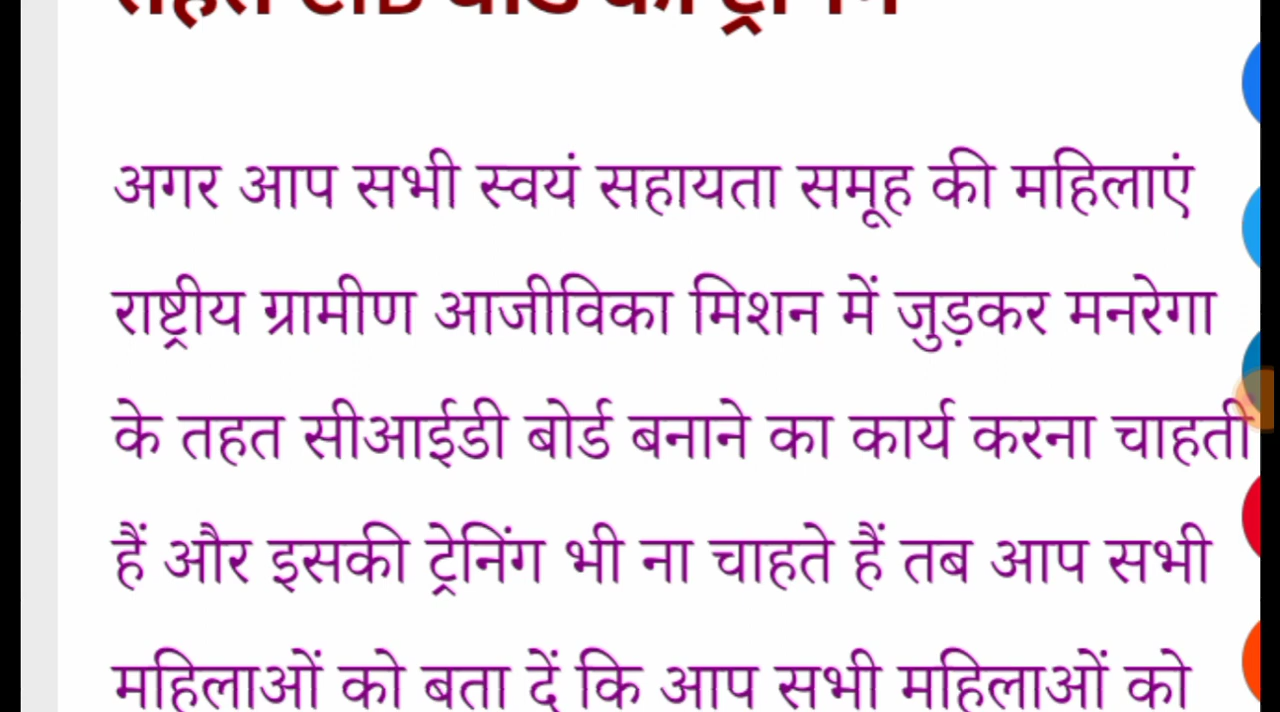 अगर आप सभी स्वयं सहायता समूह की महिलाएं
राष्ट्रीय ग्रामीण आजीविका मिशन में जुड़कर मनरेगा
के तहत सीआईडी बोर्ड बनाने का कार्य करना चाहती
हैं और इसकी ट्रेनिंग भी ना चाहते हैं तब आप सभी
महिलाओं को बता दें कि आप सभी महिलाओं को